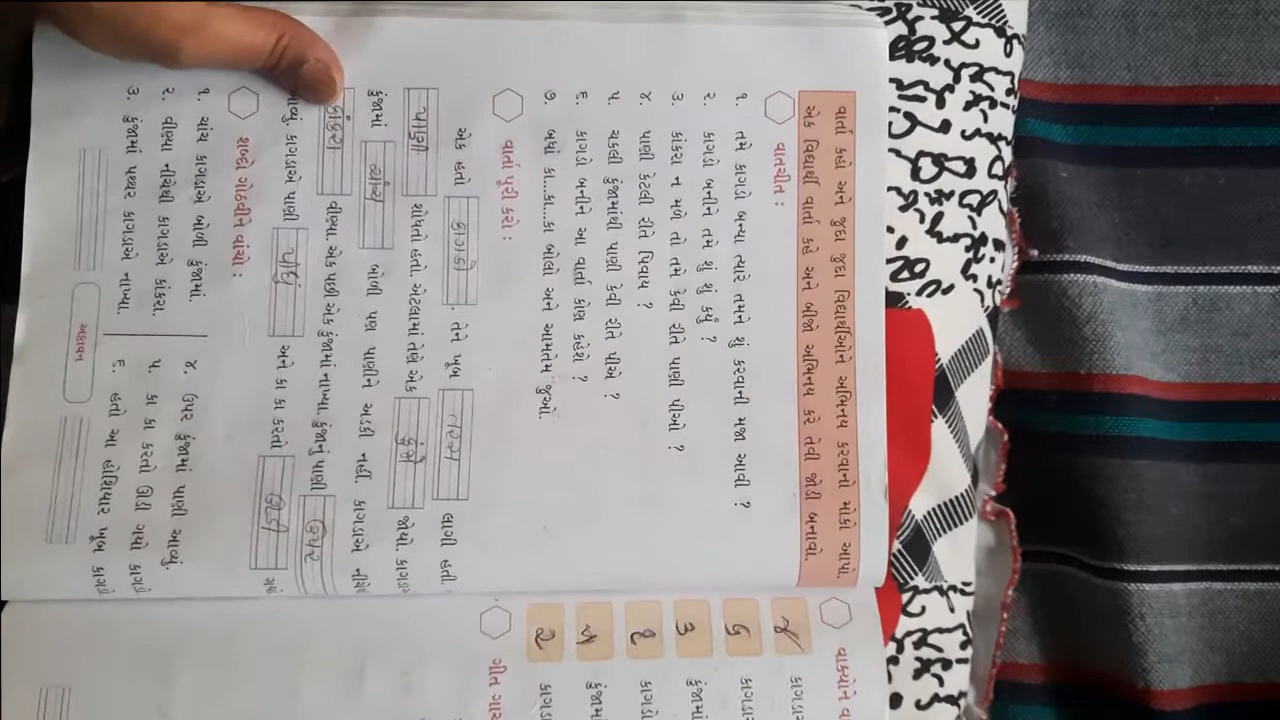 વાર્તા કહો અને જુદા જુદા વિદ્યાર્થીઓને અભિનય કરવાનો મોકો આપો.
એક વિદ્યાર્થી વાર્તા કહે અને બીજો અભિનય કરે તેવી જોડી બનાવો.
વાતચીત :
૧. તમે કાગડો બન્યા ત્યારે તમને શું કરવાની મજા આવી ?
૨. કાગડો બનીને તમે શું શું કર્યું ?
૩. કાંકરા ન મળે તો તમે કેવી રીતે પાણી પીઓ ?
૪. પાણી કેટલી રીતે પિવાય ?
૫. ચકલી કુંજામાંથી પાણી કેવી રીતે પીએ ?
૬. કાગડો બનીને આ વાર્તા કોણ કહેશે ?
૭. બધાં કા...કા...કા બોલો અને આમતેમ જુઓ.
વાર્તા પૂરી કરો :
એક હતો કાગડો . તેને ખૂબ તરસ લાગી હતી
પાણી શોધતો હતો. એટલામાં તેણે એક કુંજો જોયો. કાગડા
કુંજામાં ચાંચ બોળી પણ પાણીને અડકી નહીં. કાગડાએ નીચે
કાંકરા વીણ્યા. એક પછી એક કુંજામાં નાખ્યા. કુંજાનું પાણી ઉપર
આવ્યું. કાગડાએ પાણી પીધું અને કા કા કરતો ઊડી
શબ્દો ગોઠવીને વાંચો :
૧. ચાંચ કાગડાએ બોળી કુંજામાં.
૨. વીણ્યા નીચેથી કાગડાએ કાંકરા.
૩. કુંજામાં પથ્થર કાગડાએ નાખ્યા.
૪. ઉપર કુંજામાં પાણી આવ્યું.
૫. કા કા કરતો ઊડી ગયો કાગડો
૬. હતો આ હોશિયાર ખૂબ કાગડો
એકાવન
વાક્યોને
૪ કાગડા
૬ કાગડા
૩ કુંજામાં
૧ કાગડો
૫ કુંજામાં
૨ કાગડા
ગીત